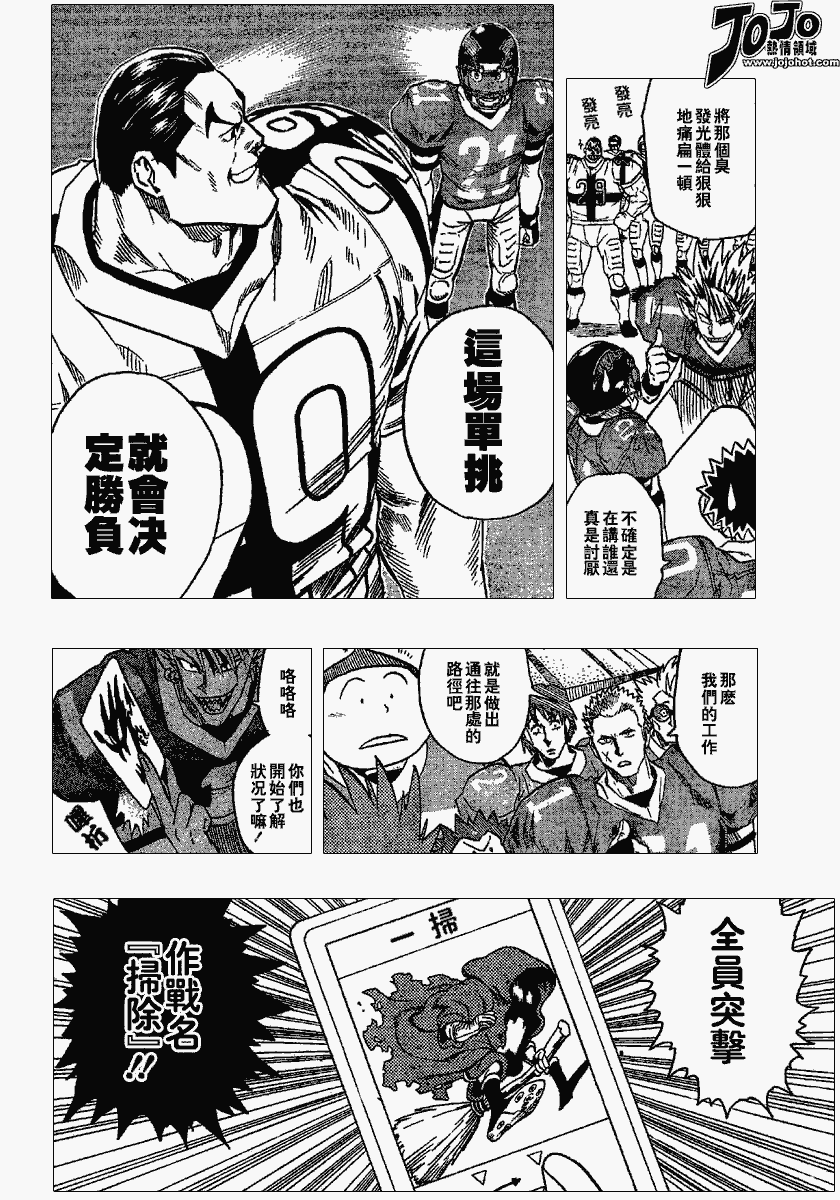 JOJO
熱情領域
www.jojohot.com
將那個臭
發光體給狠狠
地痛扁一頓
發亮
發亮
21
29
不確定是
在講誰還
真是討厭
這場單挑
就會决
定勝負
那麼
我們的工作
就是做出
通往那處的
路徑吧
咯咯咯
你們也
開始了解
狀况了嘛!
全員突擊
一掃
作戰名
『掃除』!!